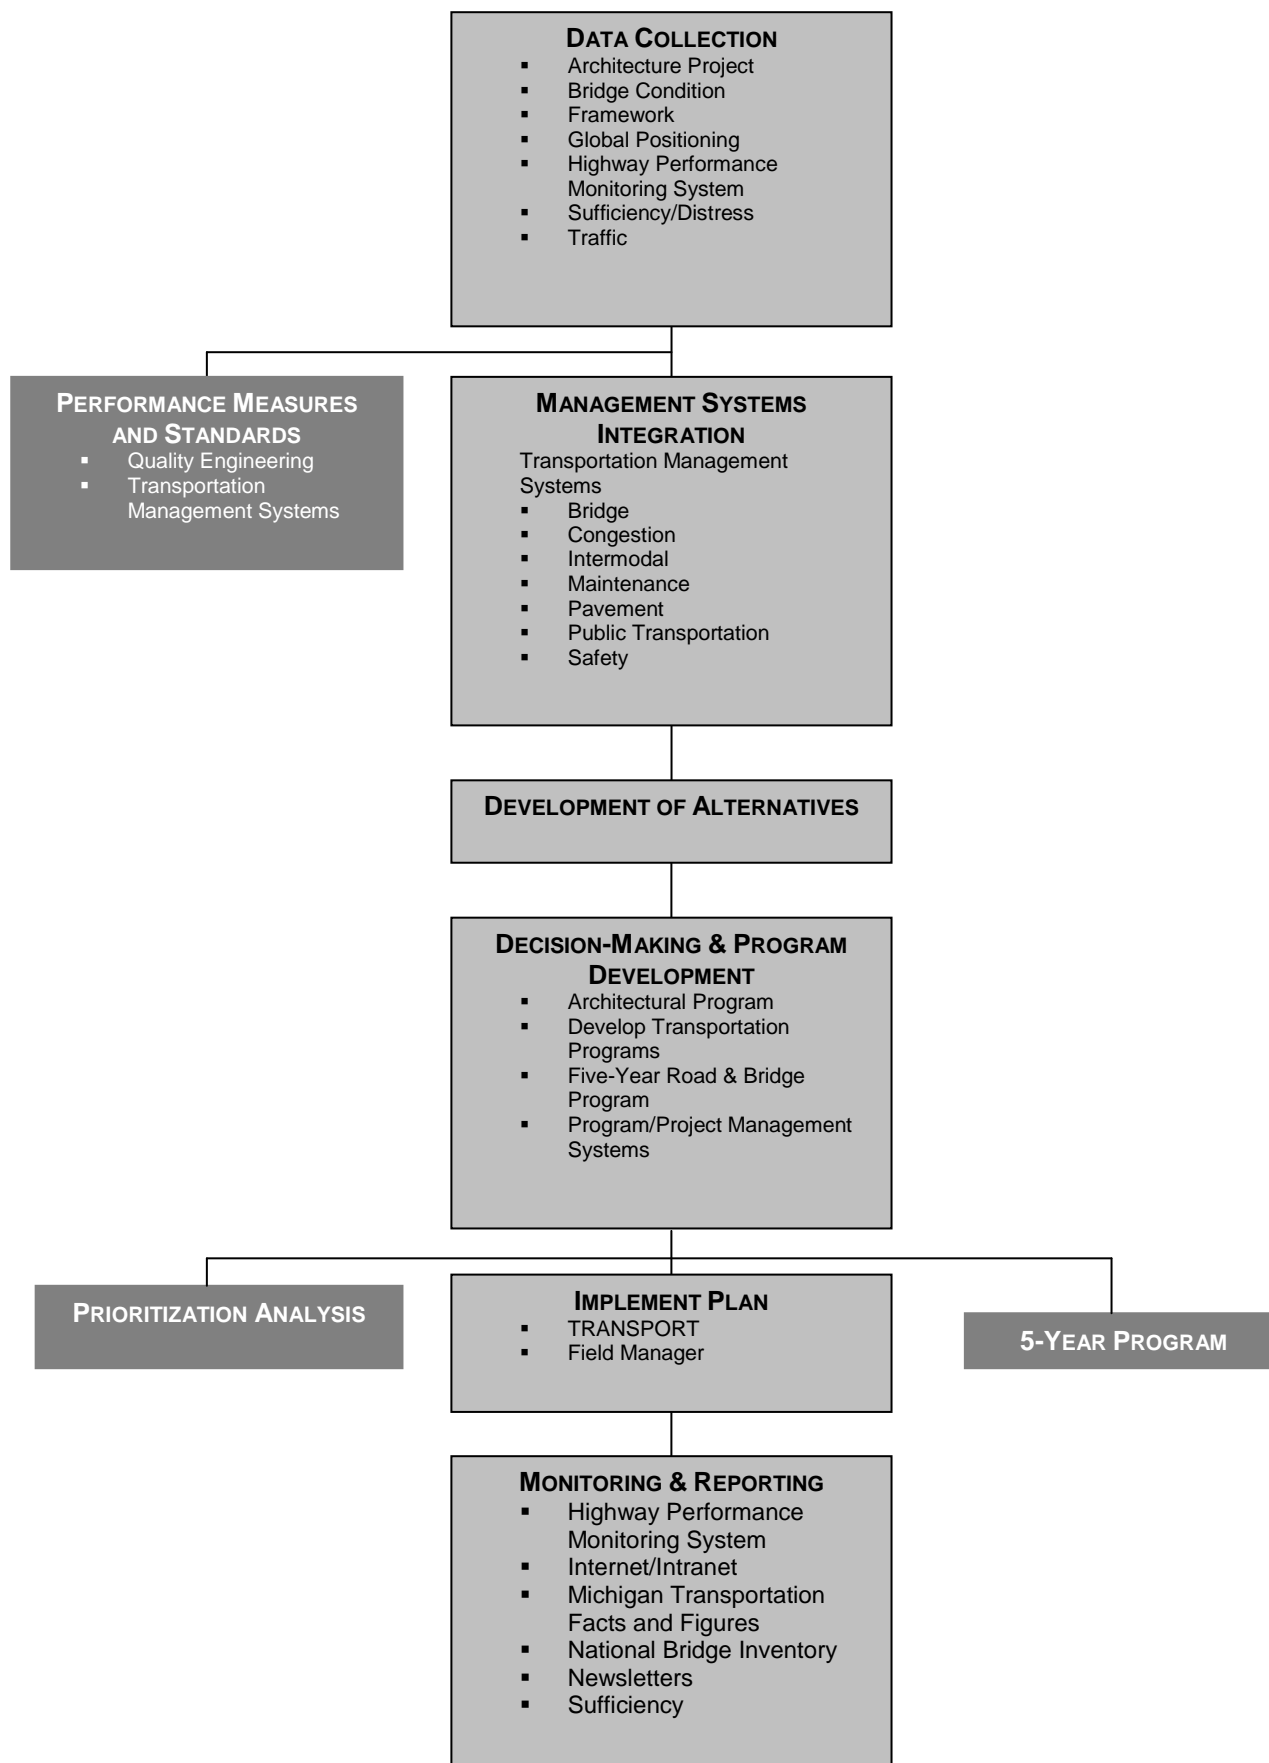 DATA COLLECTION
▪ Architecture Project
▪ Bridge Condition
▪ Framework
▪ Global Positioning
▪ Highway Performance
Monitoring System
▪ Sufficiency/Distress
▪ Traffic
PERFORMANCE MEASURES
AND STANDARDS
▪ Quality Engineering
▪ Transportation
Management Systems
MANAGEMENT SYSTEMS
INTEGRATION
Transportation Management
Systems
▪ Bridge
▪ Congestion
▪ Intermodal
▪ Maintenance
▪ Pavement
▪ Public Transportation
▪ Safety
DEVELOPMENT OF ALTERNATIVES
DECISION-MAKING & PROGRAM
DEVELOPMENT
▪ Architectural Program
▪ Develop Transportation
Programs
▪ Five-Year Road & Bridge
Program
▪ Program/Project Management
Systems
PRIORITIZATION ANALYSIS
IMPLEMENT PLAN
▪ TRANSPORT
▪ Field Manager
5-YEAR PROGRAM
MONITORING & REPORTING
▪ Highway Performance
Monitoring System
▪ Internet/Intranet
▪ Michigan Transportation
Facts and Figures
▪ National Bridge Inventory
▪ Newsletters
▪ Sufficiency